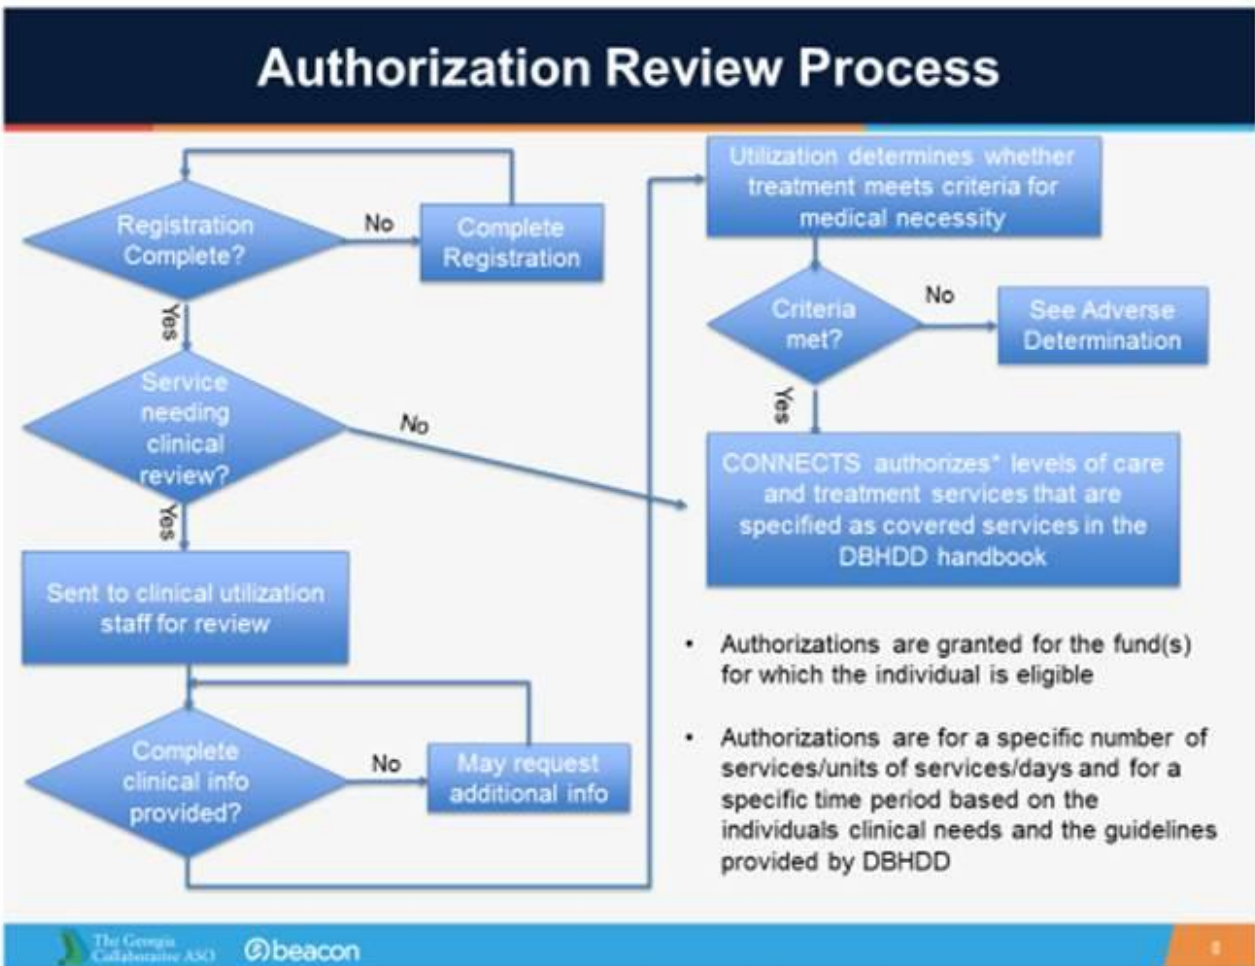 Authorization Review Process
Registration
Complete?
No
Complete
Registration
Yes
Service
needing
clinical
review?
No
Yes
Sent to clinical utilization
staff for review
Complete
clinical info
provided?
No
May request
additional info
Utilization determines whether
treatment meets criteria for
medical necessity
Criteria
met?
No
See Adverse
Determination
Yes
CONNECTS authorizes* levels of care
and treatment services that are
specified as covered services in the
DBHDD handbook
• Authorizations are granted for the fund(s)
for which the individual is eligible
• Authorizations are for a specific number of
services/units of services/days and for a
specific time period based on the
individuals clinical needs and the guidelines
provided by DBHDD
The Georgia
Collaborative ASO
beacon